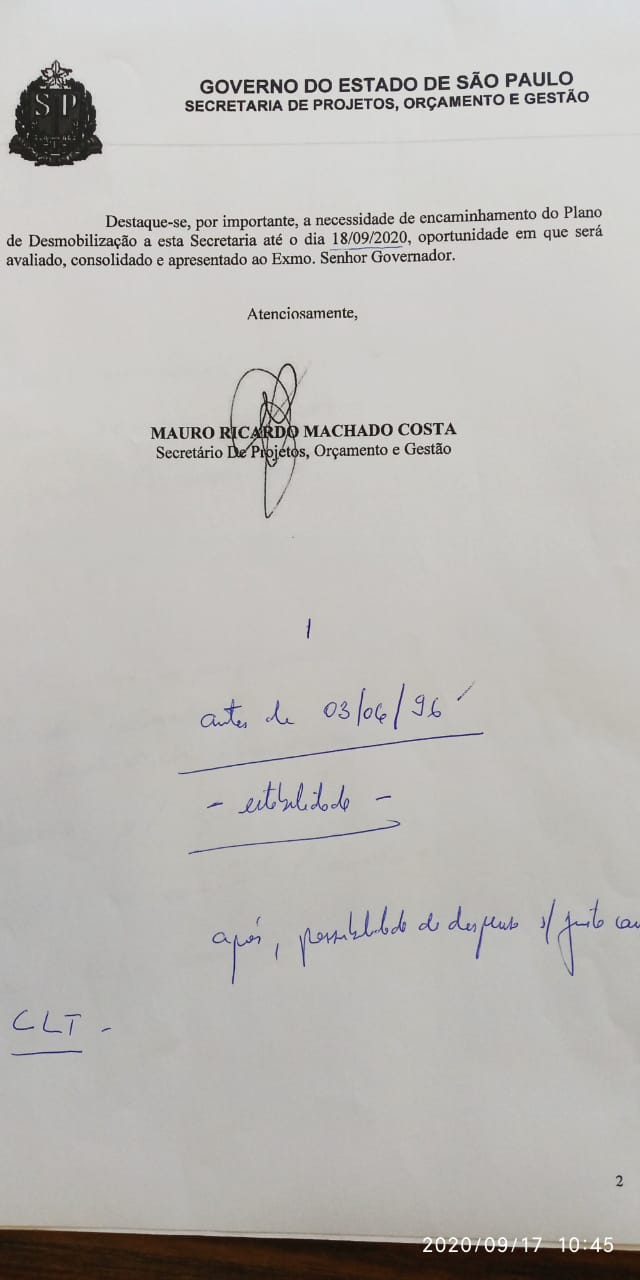 SP
GOVERNO DO ESTADO DE SÃO PAULO
SECRETARIA DE PROJETOS, ORÇAMENTO E GESTÃO
Destaque-se, por importante, a necessidade de encaminhamento do Plano
de Desmobilização a esta Secretaria até o dia 18/09/2020, oportunidade em que será
avaliado, consolidado e apresentado ao Exmo. Senhor Governador.
Atenciosamente,
MAURO RICARDO MACHADO COSTA
Secretário De Projetos, Orçamento e Gestão
antes de 03/06/96
- estabilidade -
após, possibilidade de dispensa s/ justa cau
CLT -
2
2020/09/17 10:45